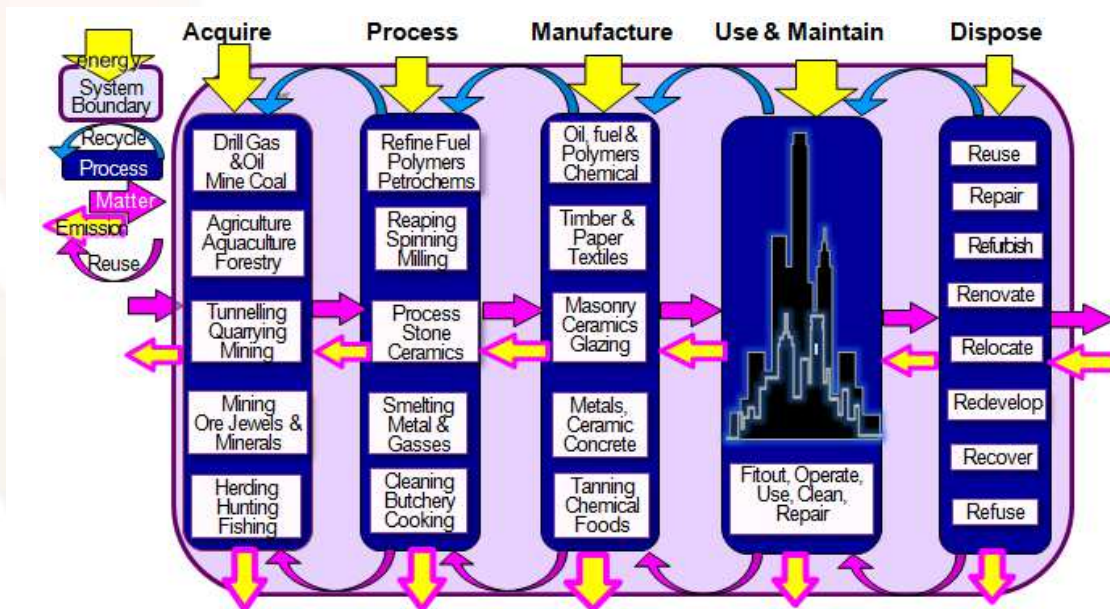 Acquire
Process
Manufacture
Use & Maintain
Dispose
energy
System
Boundary
Recycle
Process
Matter
Emission
Reuse
Drill Gas
&Oil
Mine Coal
Agriculture
Aquaculture
Forestry
Tunnelling
Quarrying
Mining
Mining
Ore Jewels &
Minerals
Herding
Hunting
Fishing
Refine Fuel
Polymers
Petrochems
Reaping
Spinning
Milling
Process
Stone
Ceramics
Smelting
Metal &
Gasses
Cleaning
Butchery
Cooking
Oil, fuel &
Polymers
Chemical
Timber &
Paper
Textiles
Masonry
Ceramics
Glazing
Metals,
Ceramic
Concrete
Tanning
Chemical
Foods
Fitout, Operate,
Use, Clean,
Repair
Reuse
Repair
Refurbish
Renovate
Relocate
Redevelop
Recover
Refuse